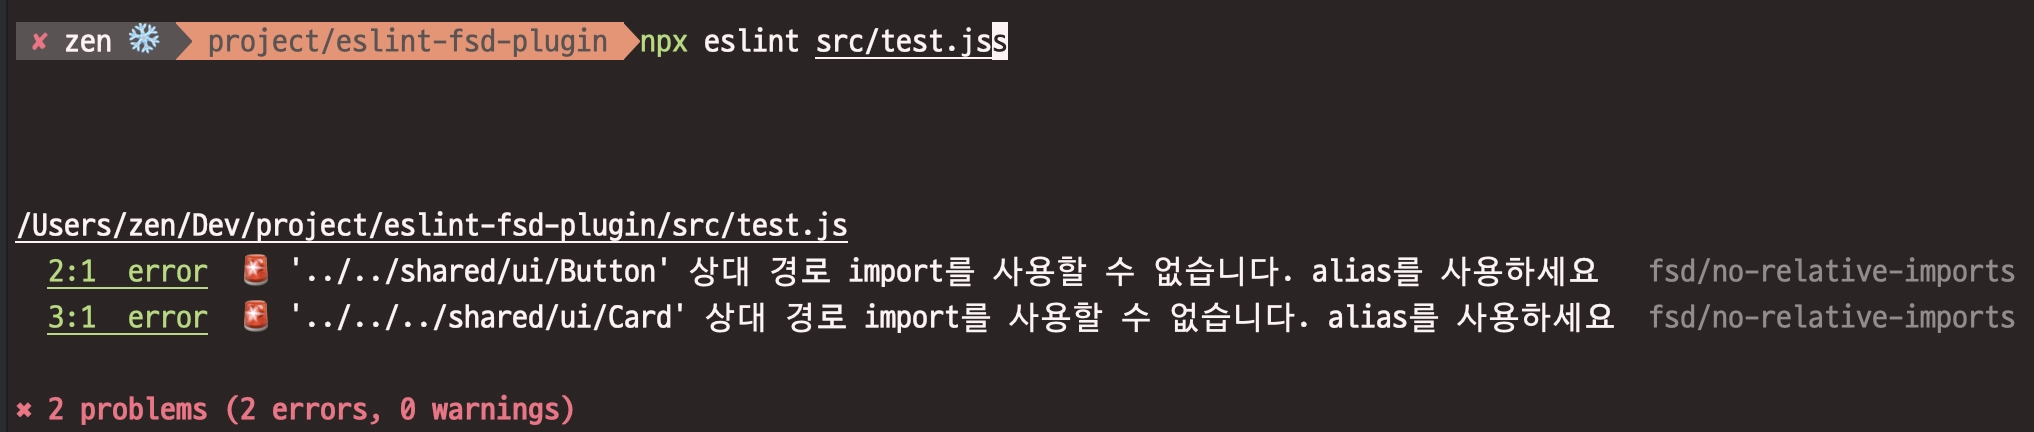 ✘ zen ❄️ project/eslint-fsd-plugin npx eslint src/test.jss
/Users/zen/Dev/project/eslint-fsd-plugin/src/test.js
2:1 error 🚨 '../../shared/ui/Button' 상대 경로 import를 사용할 수 없습니다. alias를 사용하세요 fsd/no-relative-imports
3:1 error 🚨 '../../../shared/ui/Card' 상대 경로 import를 사용할 수 없습니다. alias를 사용하세요 fsd/no-relative-imports
✖ 2 problems (2 errors, 0 warnings)